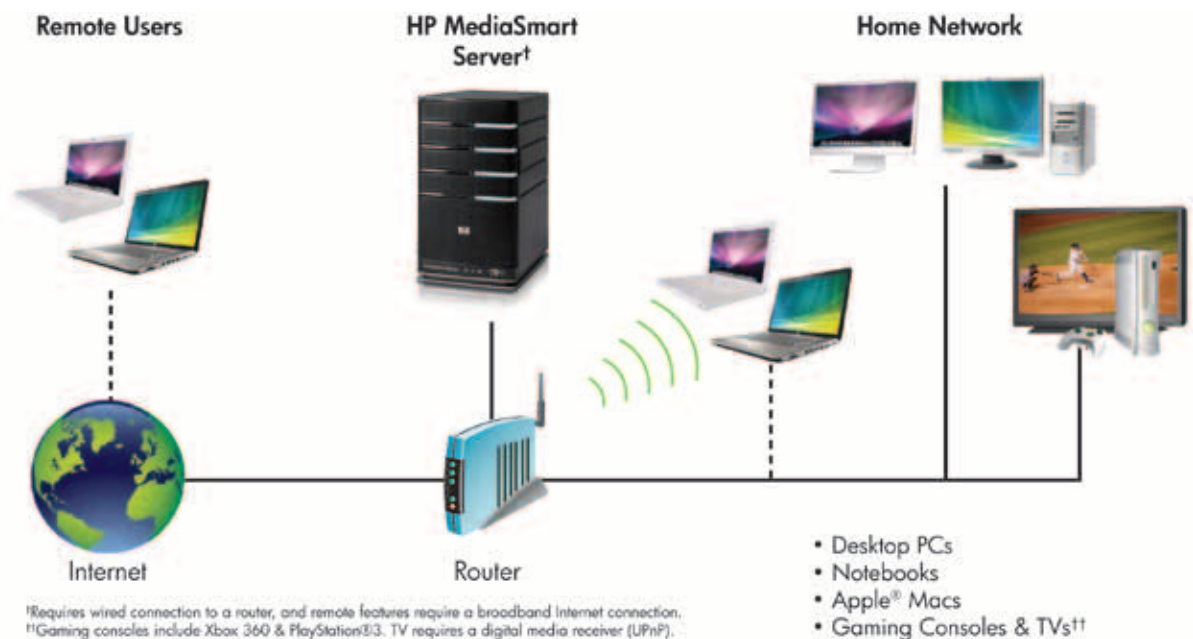 Remote Users
HP MediaSmart
Server†
Home Network
Internet
Router
• Desktop PCs
• Notebooks
• Apple® Macs
• Gaming Consoles & TVs††
†Requires wired connection to a router, and remote features require a broadband Internet connection.
††Gaming consoles include Xbox 360 & PlayStation®3. TV requires a digital media receiver (UPnP).